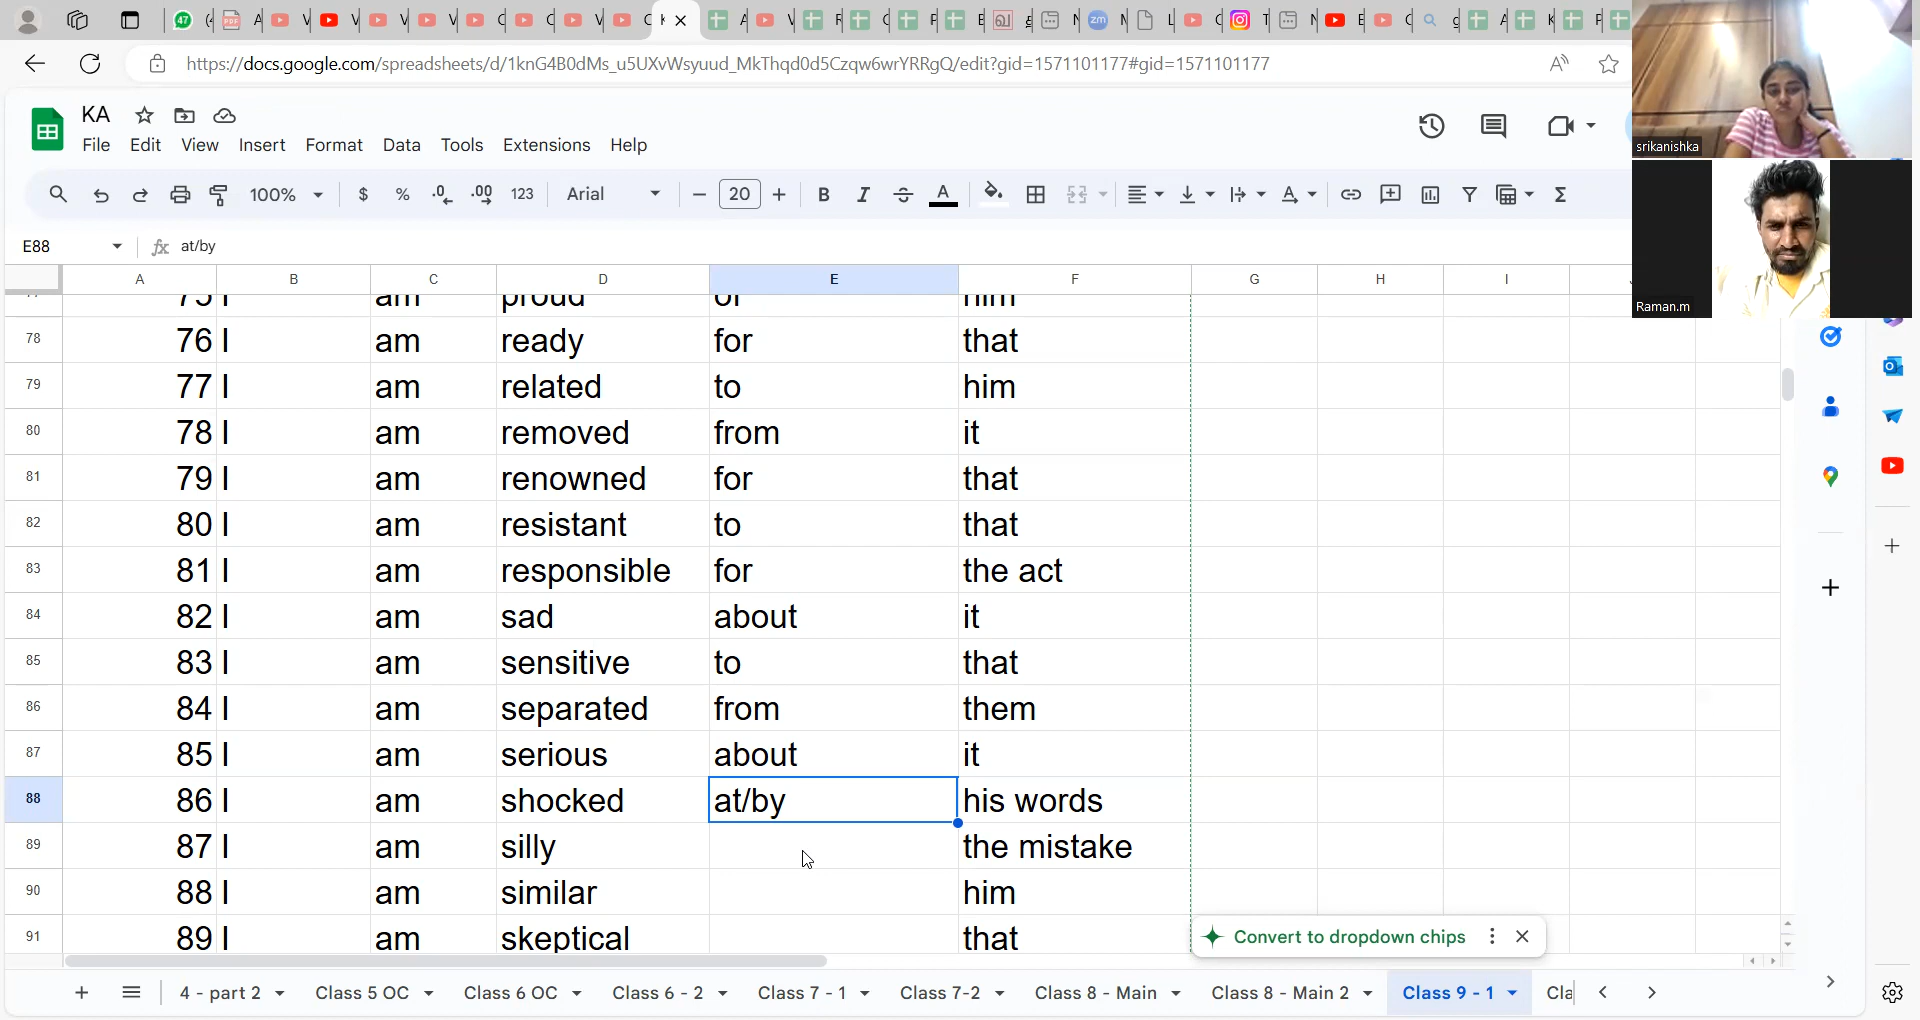 https://docs.google.com/spreadsheets/d/1knG4B0dMs_u5UXvWsyuud_MkThqd0d5Czqw6wrYRRgQ/edit?gid=1571101177#gid=1571101177
KA
File Edit View Insert Format Data Tools Extensions Help
100% $ % .0 .00 123 Arial 20
E88 at/by
A B C D E F G H I
75 I am proud of him
78 76 I am ready for that
79 77 I am related to him
80 78 I am removed from it
81 79 I am renowned for that
82 80 I am resistant to that
83 81 I am responsible for the act
84 82 I am sad about it
85 83 I am sensitive to that
86 84 I am separated from them
87 85 I am serious about it
88 86 I am shocked at/by his words
89 87 I am silly the mistake
90 88 I am similar him
91 89 I am skeptical that
Convert to dropdown chips
4 - part 2 Class 5 OC Class 6 OC Class 6 - 2 Class 7 - 1 Class 7-2 Class 8 - Main Class 8 - Main 2 Class 9 - 1 Cla
srikanishka
Raman.m